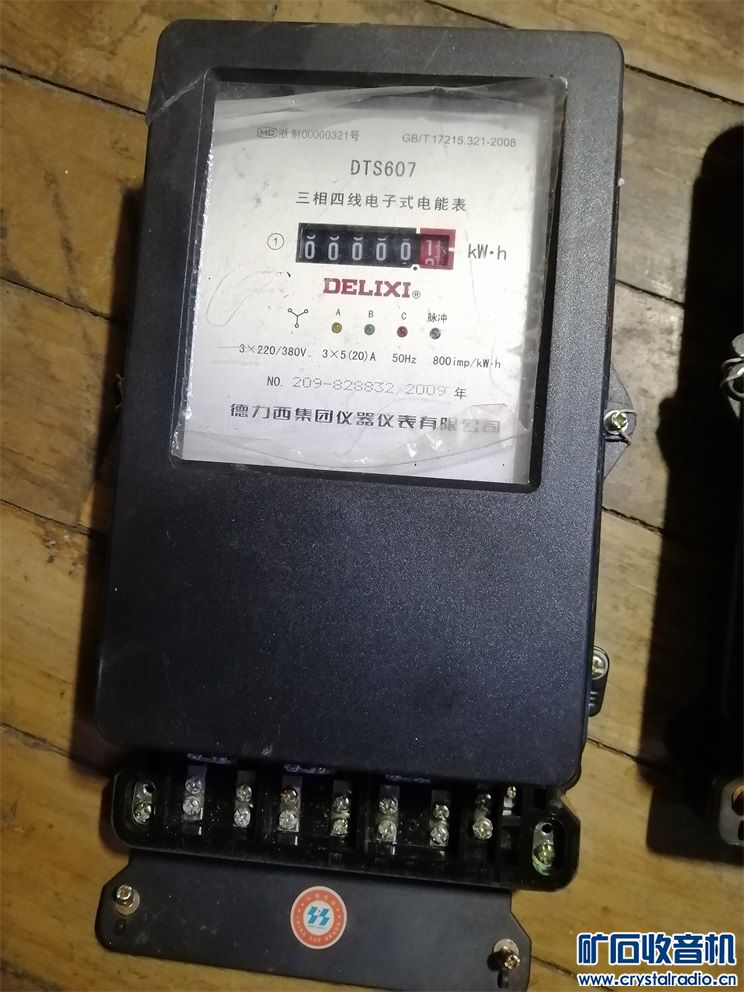 MC 浙制00000321号 GB/T 17215.321-2008
DTS607
三相四线电子式电能表
① 00000 kW·h
DELIXI®
A B C 脉冲
3×220/380V 3×5(20)A 50Hz 800imp/kW·h
NO. 209-828832 2009 年
德力西集团仪器仪表有限公司
矿石收音机
www.crystalradio.cn